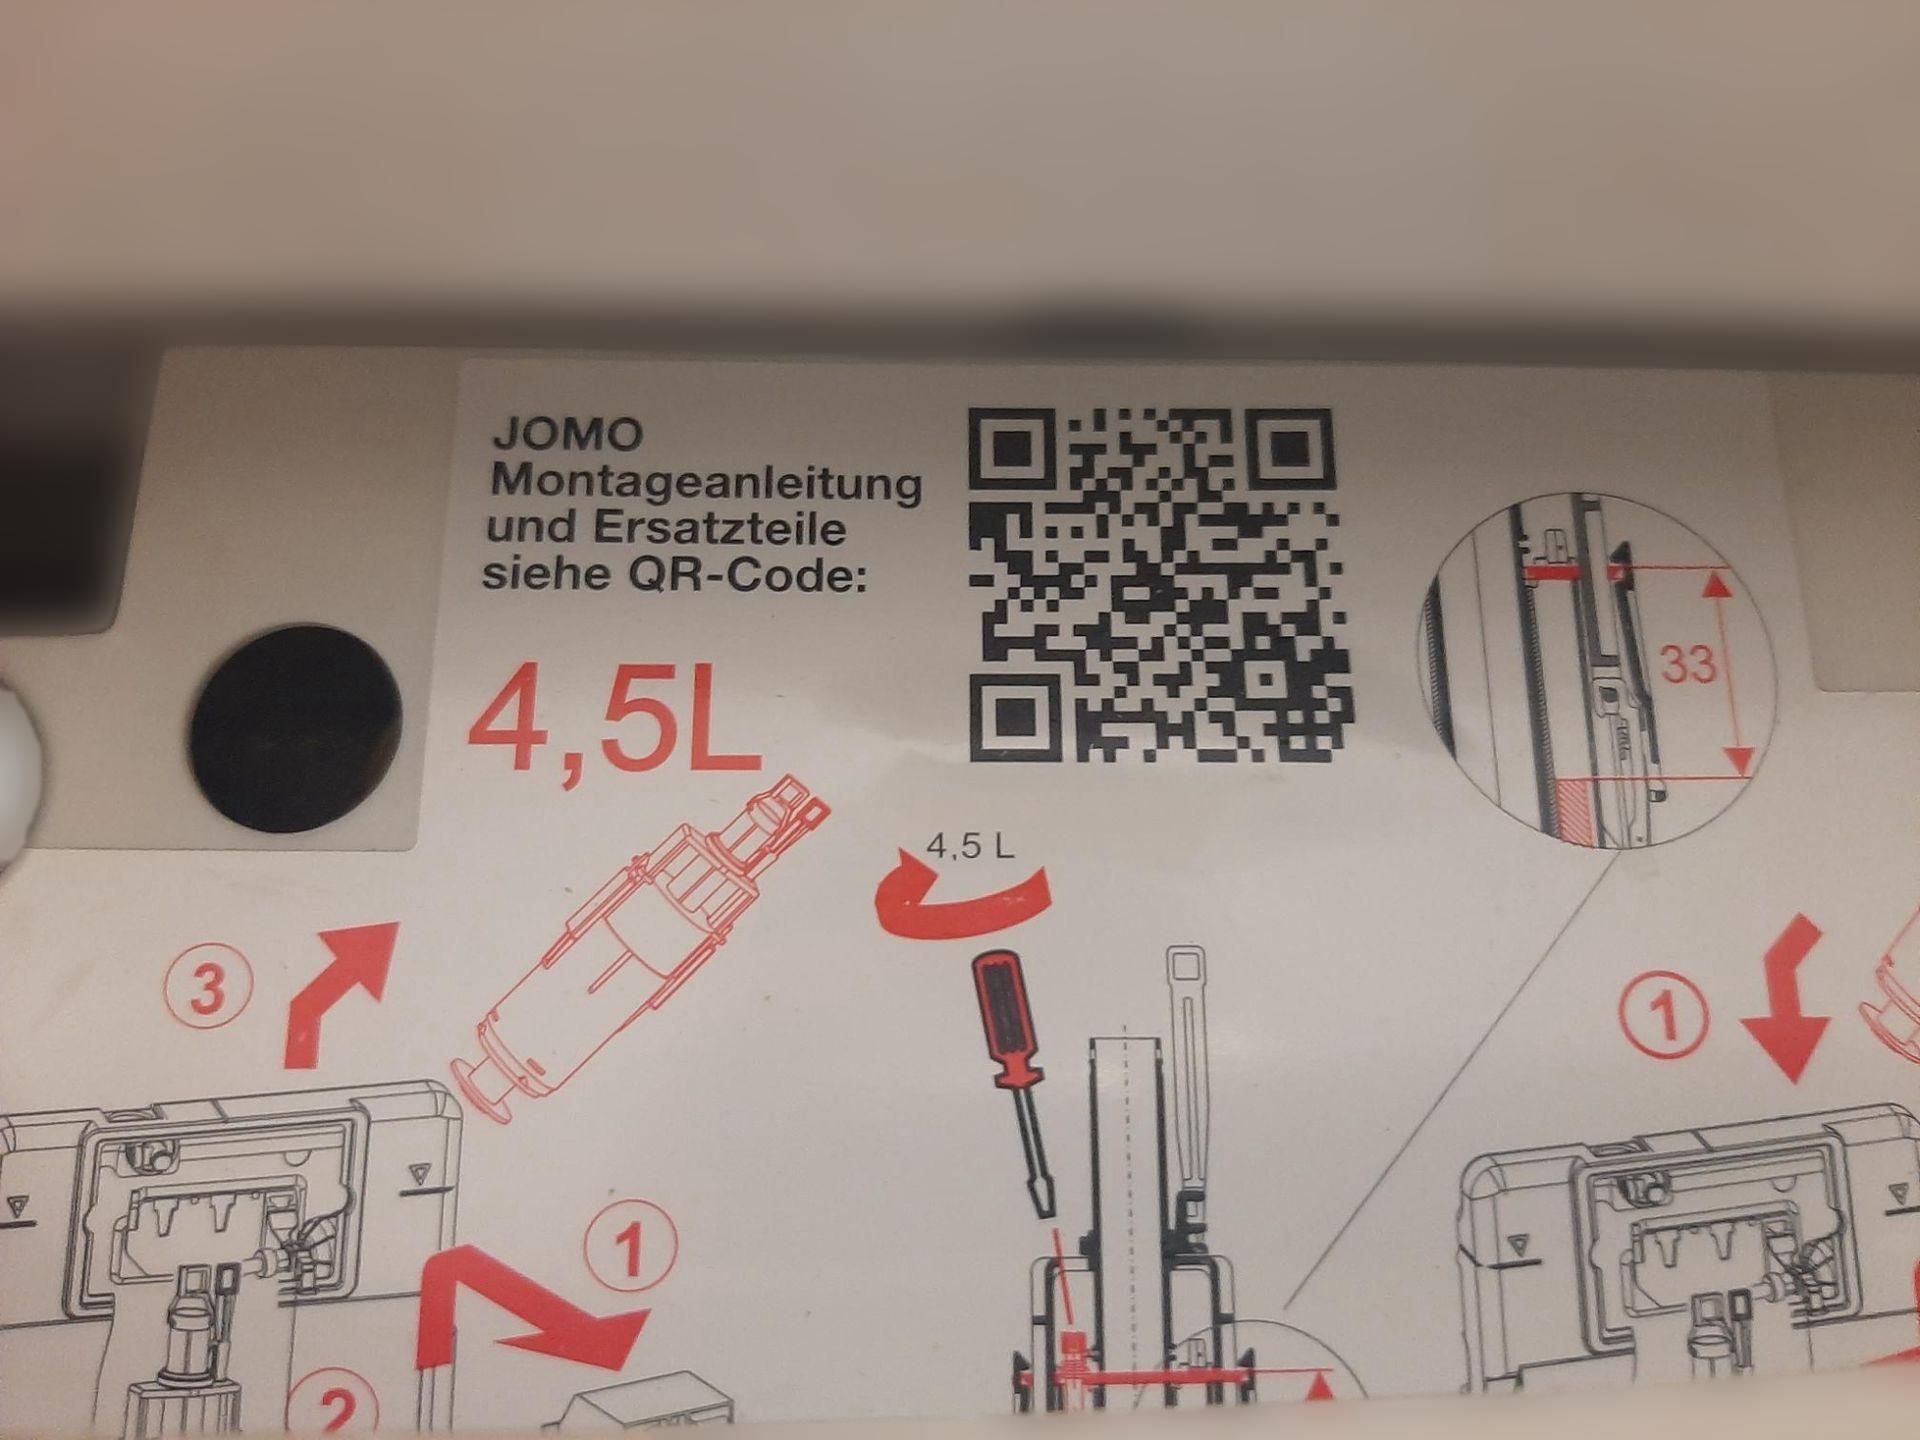 JOMO
Montageanleitung
und Ersatzteile
siehe QR-Code:
4,5L
33
4,5 L
3
1
1
2